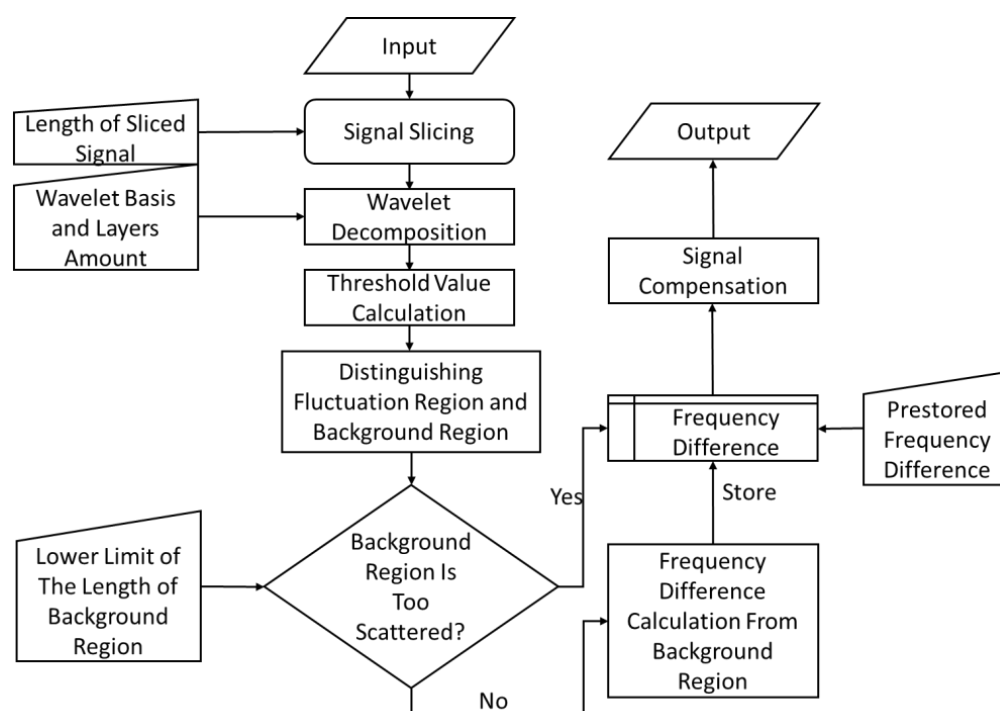 Input
Length of Sliced
Signal
Signal Slicing
Output
Wavelet Basis
and Layers
Amount
Wavelet
Decomposition
Signal
Compensation
Threshold Value
Calculation
Distinguishing
Fluctuation Region and
Background Region
Frequency
Difference
Prestored
Frequency
Difference
Yes
Store
Lower Limit of
The Length of
Background
Region
Background
Region Is
Too
Scattered?
Frequency
Difference
Calculation From
Background
Region
No